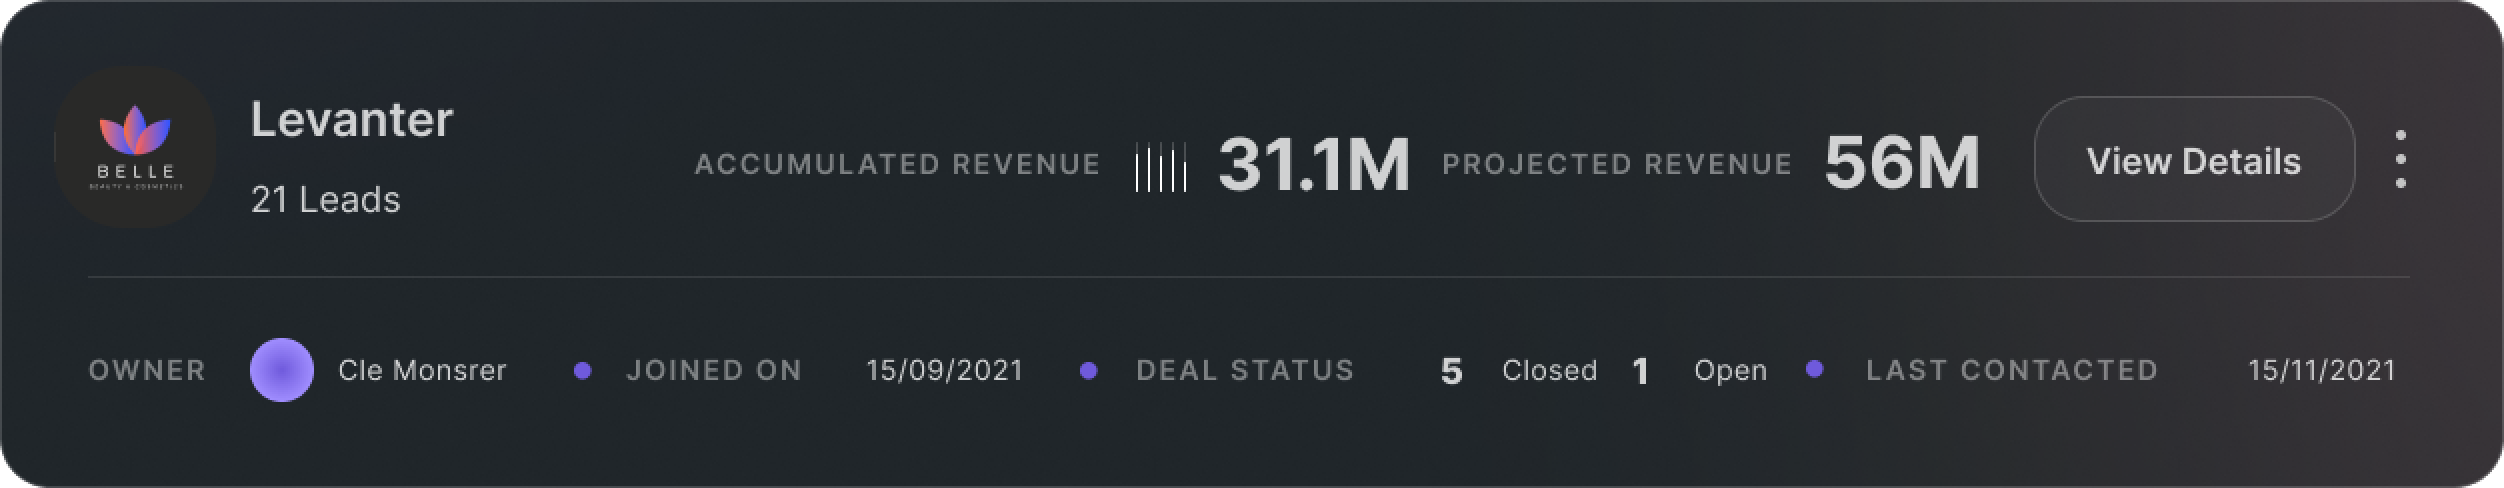 BELLE
BEAUTY & COSMETICS
Levanter
21 Leads
ACCUMULATED REVENUE 31.1M PROJECTED REVENUE 56M View Details
OWNER Cle Monsrer JOINED ON 15/09/2021 DEAL STATUS 5 Closed 1 Open LAST CONTACTED 15/11/2021